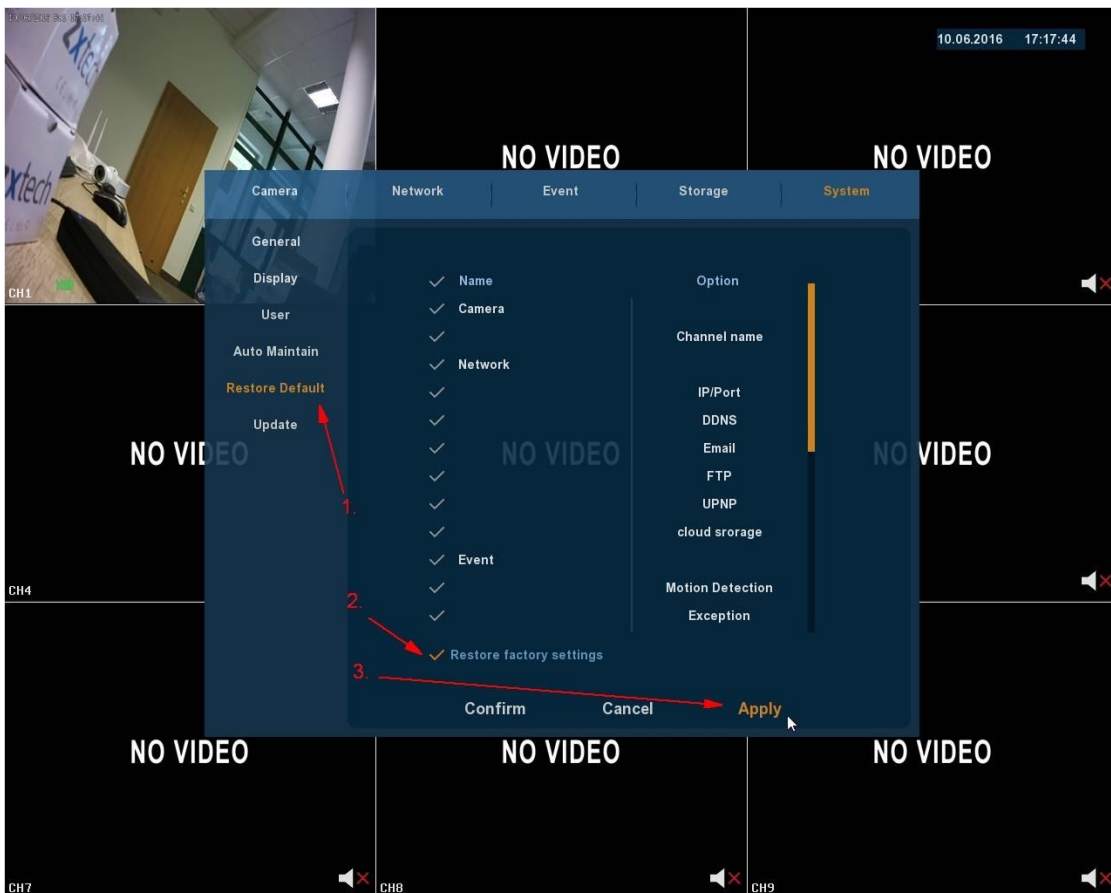 10.06.2016 17:17:44
NO VIDEO
NO VIDEO
xtech
xtech
CH1
Camera
Network
Event
Storage
System
General
Display
User
Auto Maintain
Restore Default
Update
Name
Option
Camera
Channel name
Network
IP/Port
DDNS
Email
FTP
UPNP
cloud srorage
Event
Motion Detection
Exception
Restore factory settings
Confirm
Cancel
Apply
1.
2.
3.
NO VIDEO
NO VIDEO
NO VIDEO
CH4
NO VIDEO
NO VIDEO
NO VIDEO
CH7
CH8
CH9